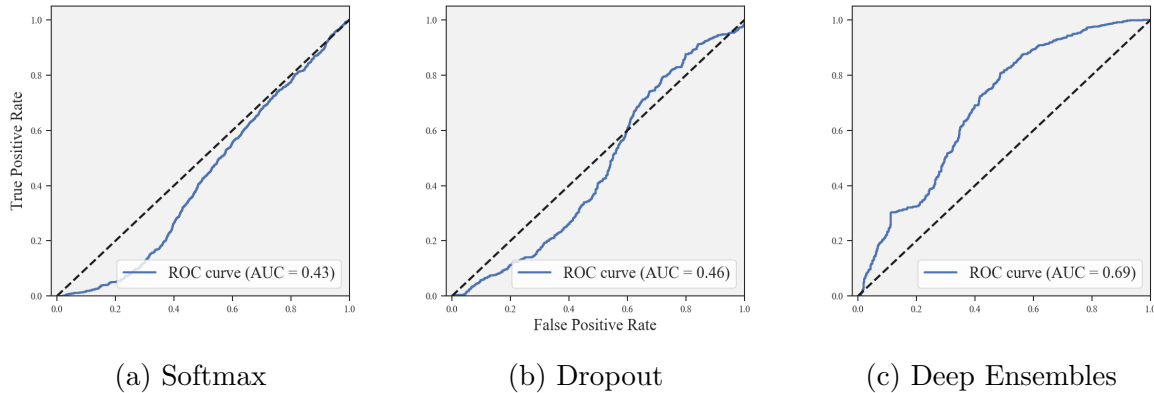 True Positive Rate
1.0
0.8
0.6
0.4
0.2
0.0
0.0 0.2 0.4 0.6 0.8 1.0
ROC curve (AUC = 0.43)
1.0
0.8
0.6
0.4
0.2
0.0
0.0 0.2 0.4 0.6 0.8 1.0
ROC curve (AUC = 0.46)
False Positive Rate
1.0
0.8
0.6
0.4
0.2
0.0
0.0 0.2 0.4 0.6 0.8 1.0
ROC curve (AUC = 0.69)
(a) Softmax
(b) Dropout
(c) Deep Ensembles